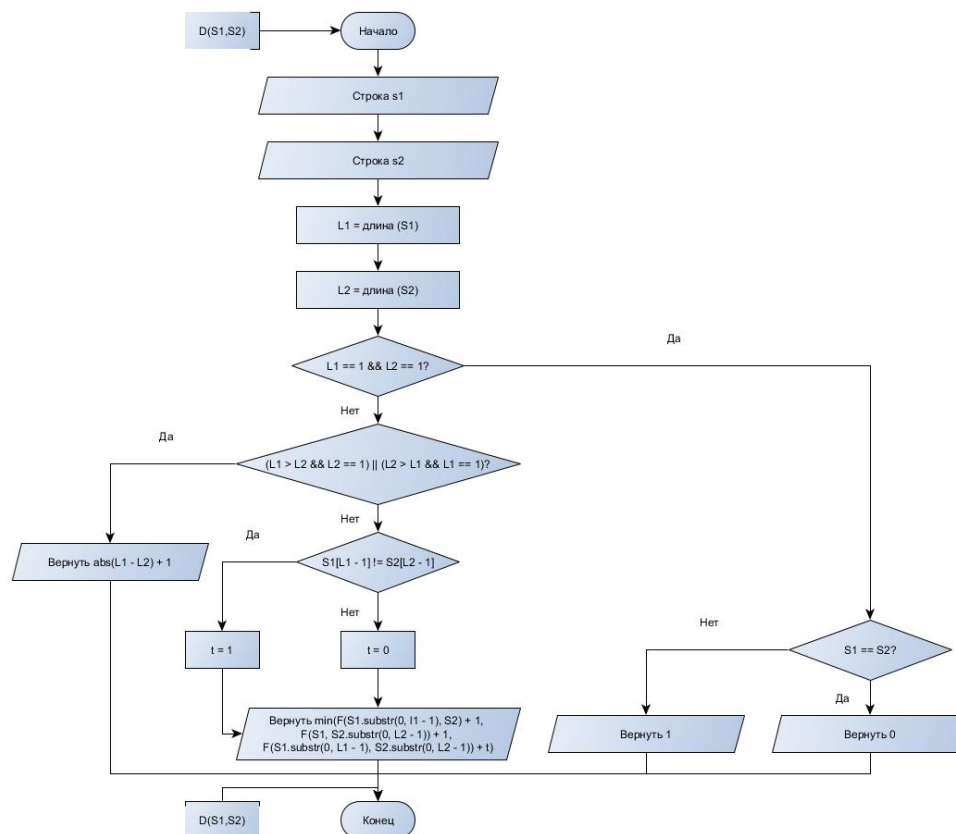 D(S1,S2)
Начало
Строка s1
Строка s2
L1 = длина (S1)
L2 = длина (S2)
Да
L1 == 1 && L2 == 1?
Нет
Да
(L1 > L2 && L2 == 1) || (L2 > L1 && L1 == 1)?
Нет
Да
S1[L1 - 1] != S2[L2 - 1]
Вернуть abs(L1 - L2) + 1
Нет
Нет
t = 1
t = 0
S1 == S2?
Да
Вернуть min(F(S1.substr(0, l1 - 1), S2) + 1,
F(S1, S2.substr(0, L2 - 1)) + 1,
F(S1.substr(0, L1 - 1), S2.substr(0, L2 - 1)) + t)
Вернуть 1
Вернуть 0
D(S1,S2)
Конец